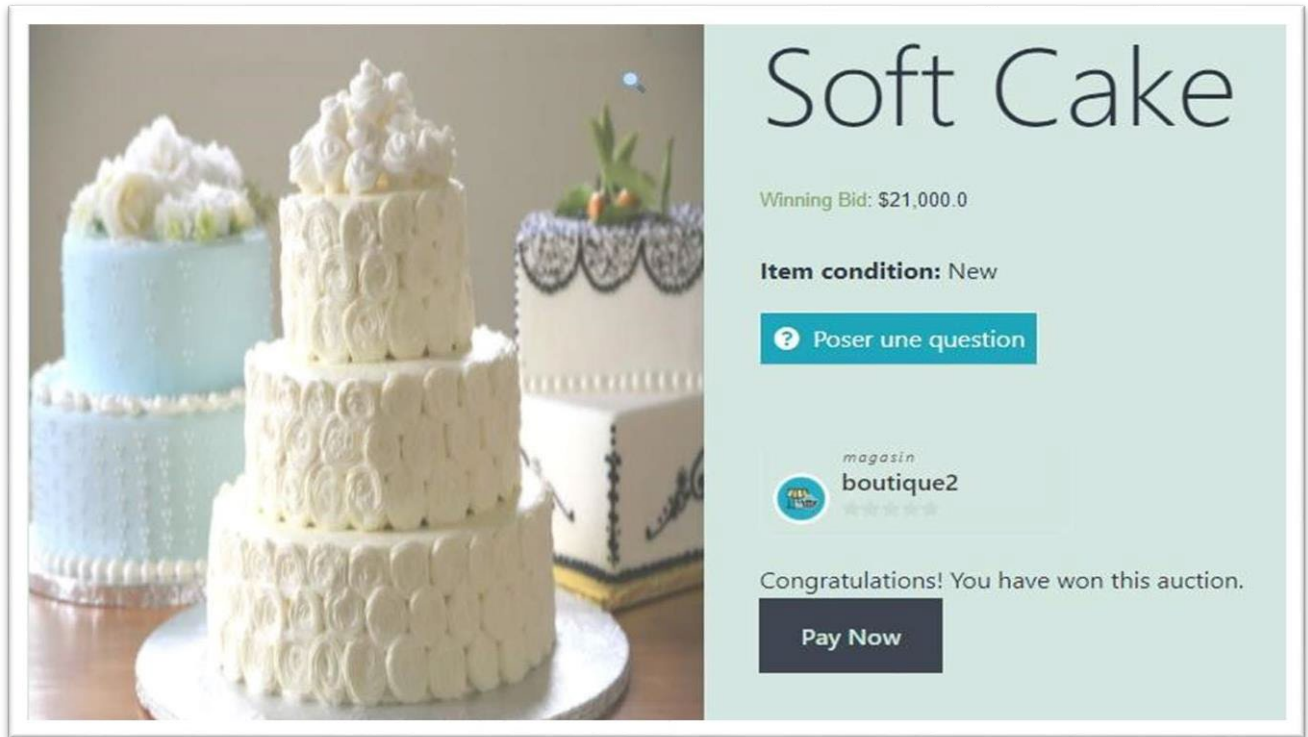 Soft Cake
Winning Bid: $21,000.0
Item condition: New
Poser une question
magasin
boutique2
Congratulations! You have won this auction.
Pay Now